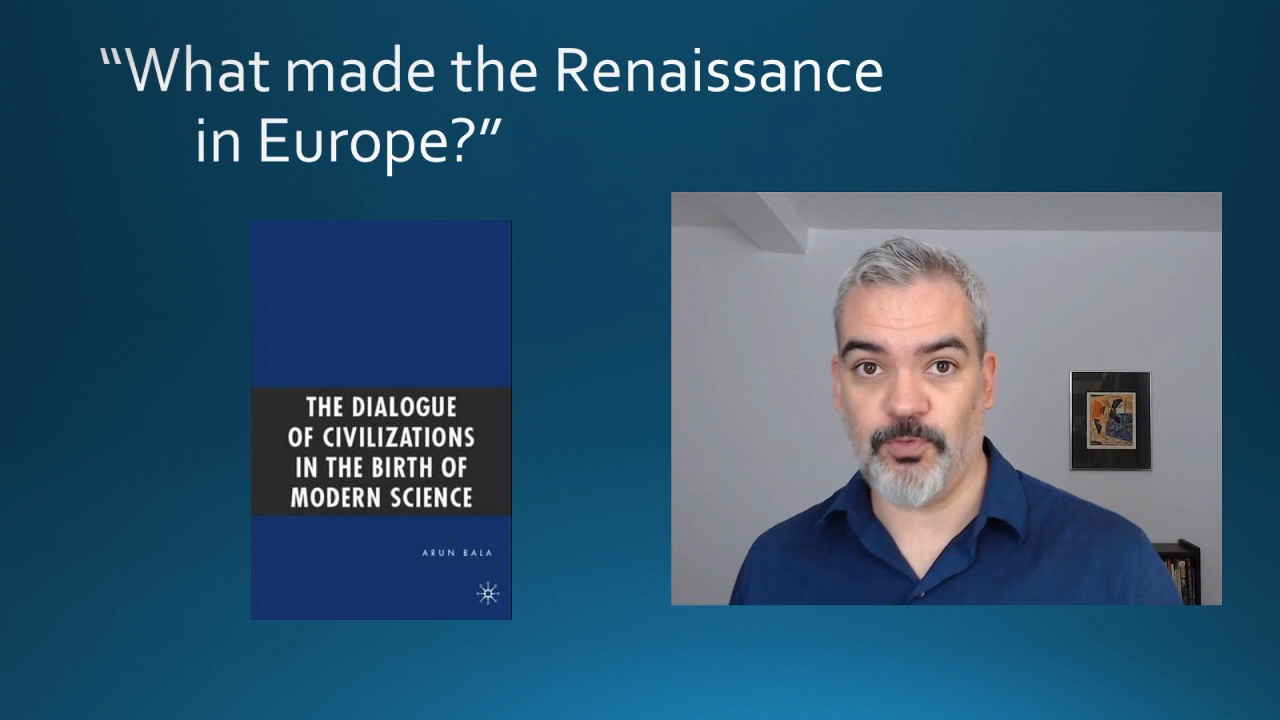 “What made the Renaissance
in Europe?”
THE DIALOGUE
OF CIVILIZATIONS
IN THE BIRTH OF
MODERN SCIENCE
ARUN BALA